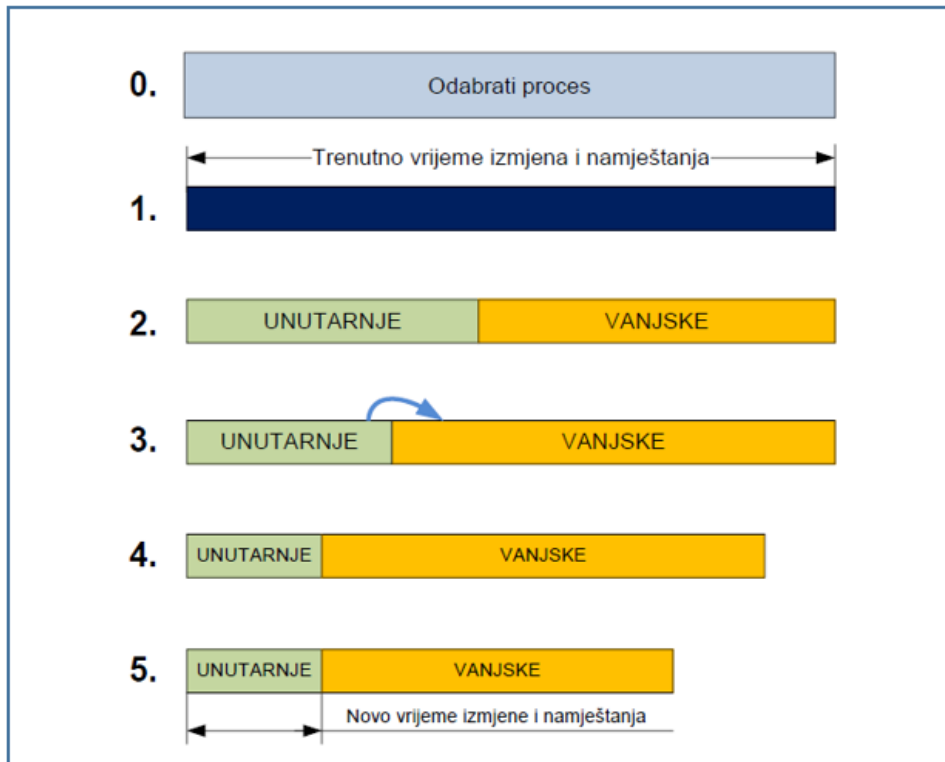 0.
Odabrati proces
Trenutno vrijeme izmjena i namještanja
1.
2.
UNUTARNJE VANJSKE
3.
UNUTARNJE VANJSKE
4.
UNUTARNJE VANJSKE
5.
UNUTARNJE VANJSKE
Novo vrijeme izmjene i namještanja